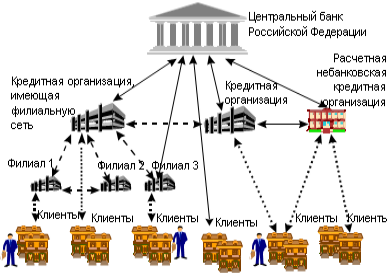 Центральный банк
Российской Федерации
Кредитная организация,
имеющая
филиальную
сеть
Кредитная
организация
Расчетная
небанковская
кредитная
организация
Филиал 1
Филиал 2
Филиал 3
Клиенты
Клиенты
Клиенты
Клиенты
Клиенты
Клиенть